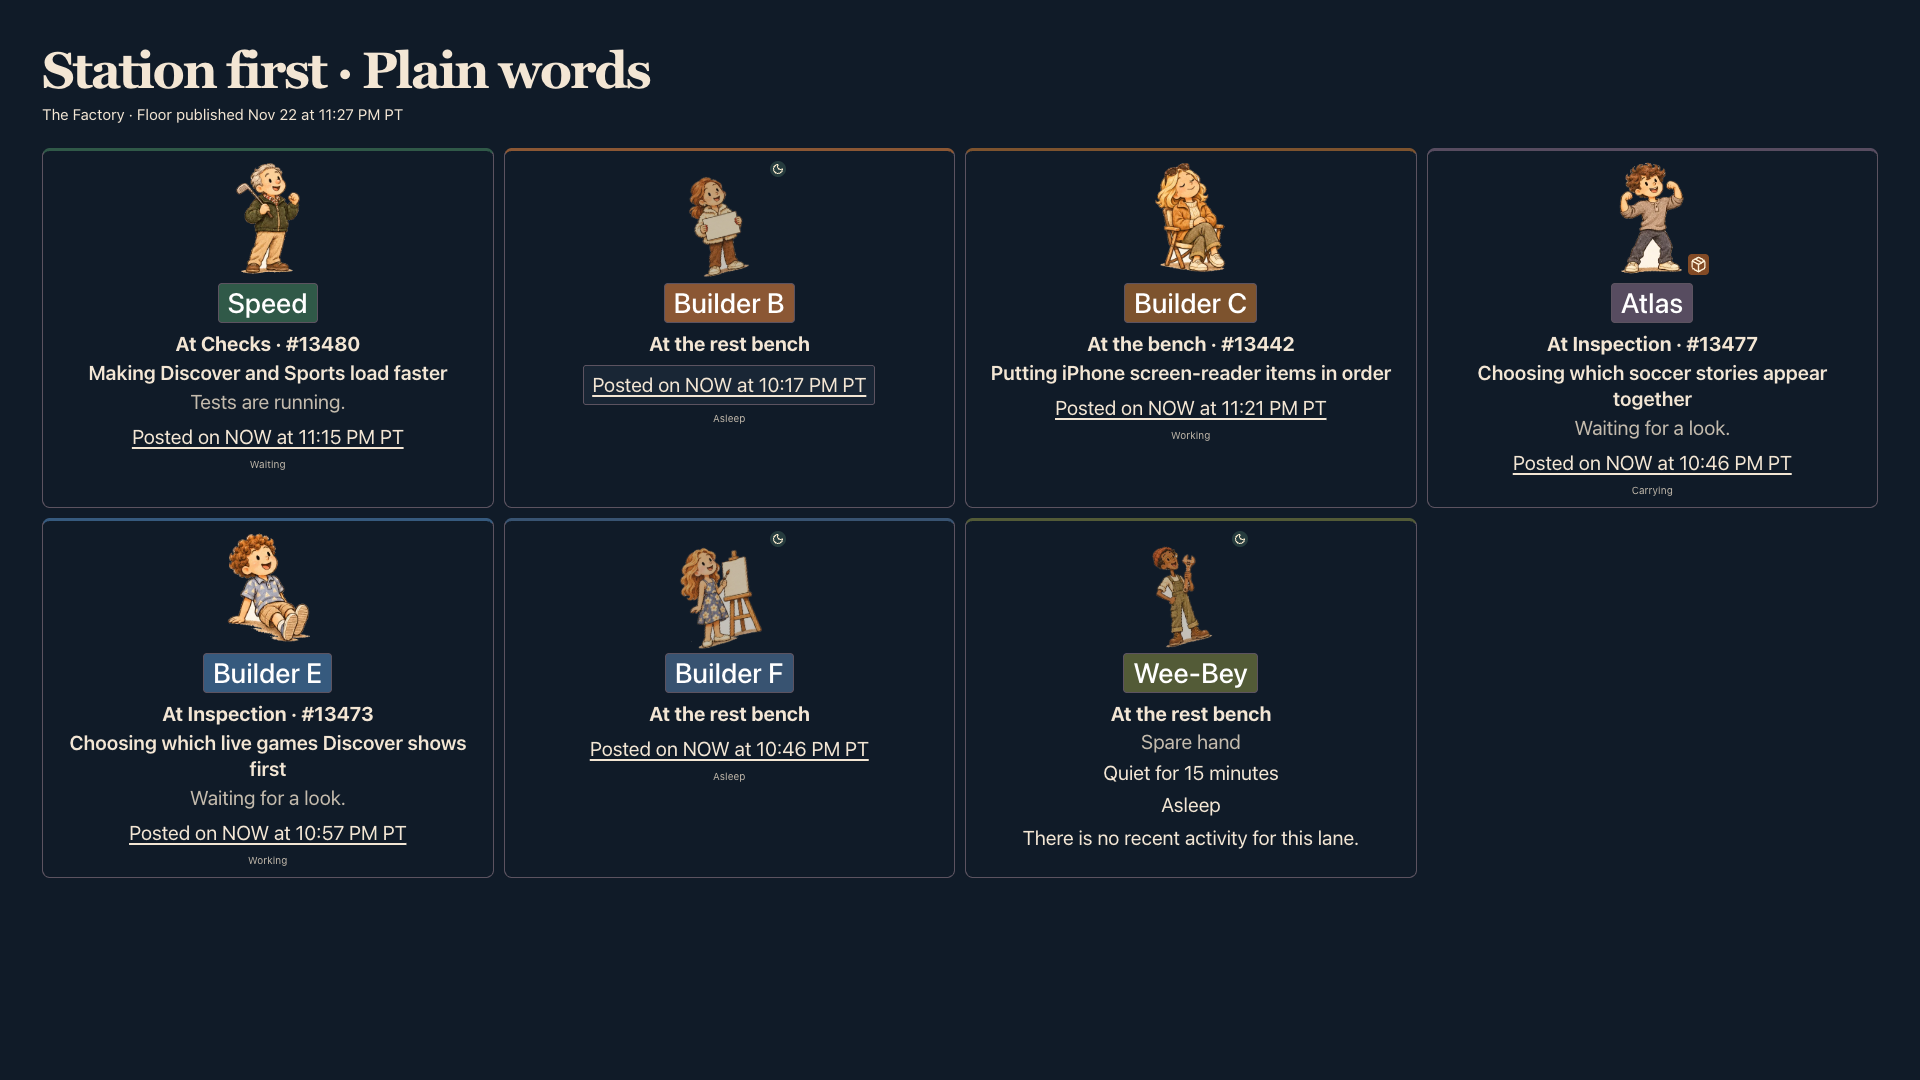 Station first · Plain words
The Factory · Floor published Nov 22 at 11:27 PM PT
Speed
At Checks · #13480
Making Discover and Sports load faster
Tests are running.
Posted on NOW at 11:15 PM PT
Waiting
Builder B
At the rest bench
Posted on NOW at 10:17 PM PT
Asleep
Builder C
At the bench · #13442
Putting iPhone screen-reader items in order
Posted on NOW at 11:21 PM PT
Working
Atlas
At Inspection · #13477
Choosing which soccer stories appear
together
Waiting for a look.
Posted on NOW at 10:46 PM PT
Carrying
Builder E
At Inspection · #13473
Choosing which live games Discover shows
first
Waiting for a look.
Posted on NOW at 10:57 PM PT
Working
Builder F
At the rest bench
Posted on NOW at 10:46 PM PT
Asleep
Wee-Bey
At the rest bench
Spare hand
Quiet for 15 minutes
Asleep
There is no recent activity for this lane.